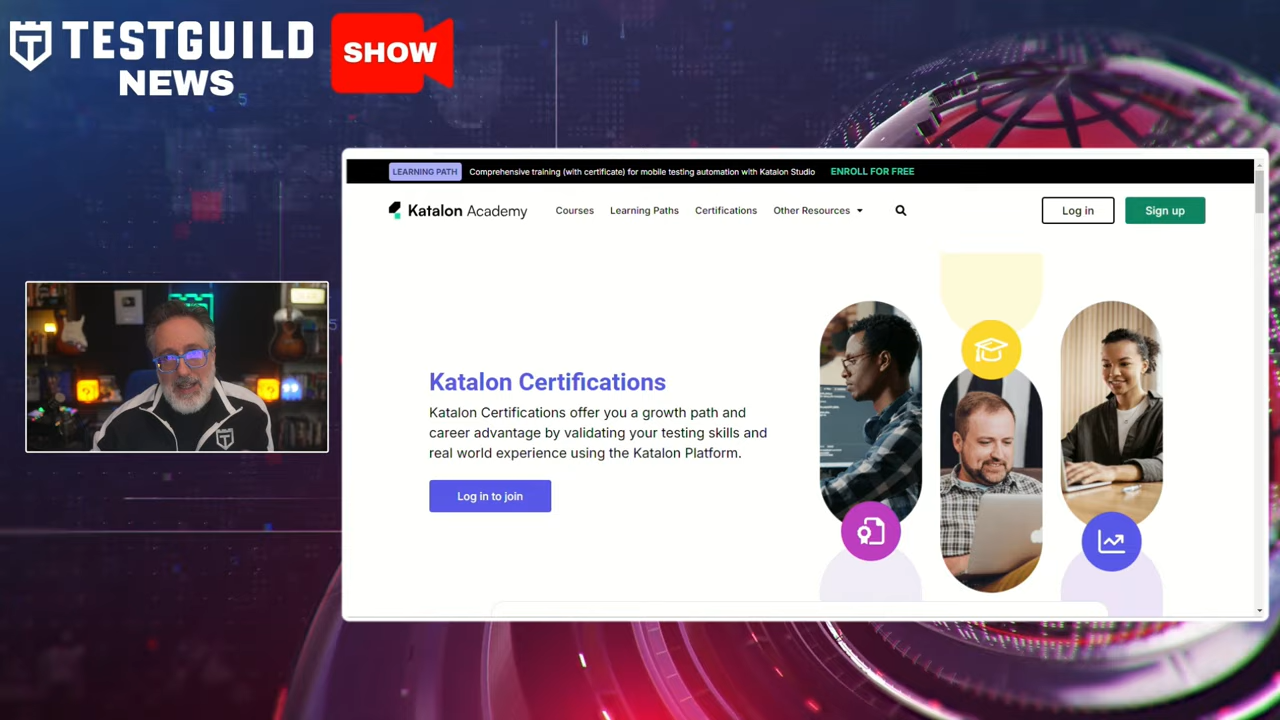 TESTGUILD
NEWS
SHOW
LEARNING PATH Comprehensive training (with certificate) for mobile testing automation with Katalon Studio ENROLL FOR FREE
Katalon Academy Courses Learning Paths Certifications Other Resources Log in Sign up
Katalon Certifications
Katalon Certifications offer you a growth path and
career advantage by validating your testing skills and
real world experience using the Katalon Platform.
Log in to join